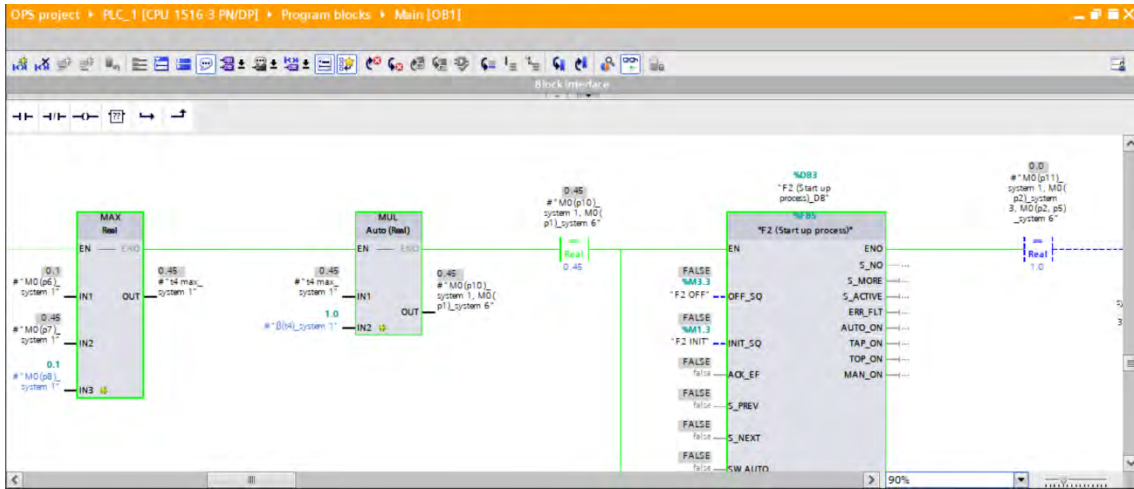 OPS project ▸ PLC_1 [CPU 1516-3 PN/DP] ▸ Program blocks ▸ Main [OB1]
Block interface
??
MAX
Real
EN
ENO
0.1
#"M0(p6)_
system 1"
IN1
OUT
0.45
#"t4 max_
system 1"
0.45
#"M0(p7)_
system 1"
IN2
0.1
#"M0(p8)_
system 1"
IN3
MUL
Auto (Real)
EN
ENO
0.45
#"t4 max_
system 1"
IN1
1.0
#"β(t4)_system 1"
IN2
OUT
0.45
#"M0(p10)_
system 1, M0(
p1)_system 6"
0.45
#"M0(p10)_
system 1, M0(
p1)_system 6"
==
Real
0.45
%DB3
"F2 (Start up
process)_DB"
%FB5
"F2 (Start up process)"
EN
ENO
FALSE
%M3.3
"F2 OFF"
OFF_SQ
FALSE
%M1.3
"F2 INIT"
INIT_SQ
FALSE
false
ACK_EF
FALSE
false
S_PREV
FALSE
false
S_NEXT
FALSE
false
SW_AUTO
S_NO
S_MORE
S_ACTIVE
ERR_FLT
AUTO_ON
TAP_ON
TOP_ON
MAN_ON
0.0
#"M0(p11)_
system 1, M0(
p2)_system
3, M0(p2, p5)
_system 6"
==
Real
1.0
90%